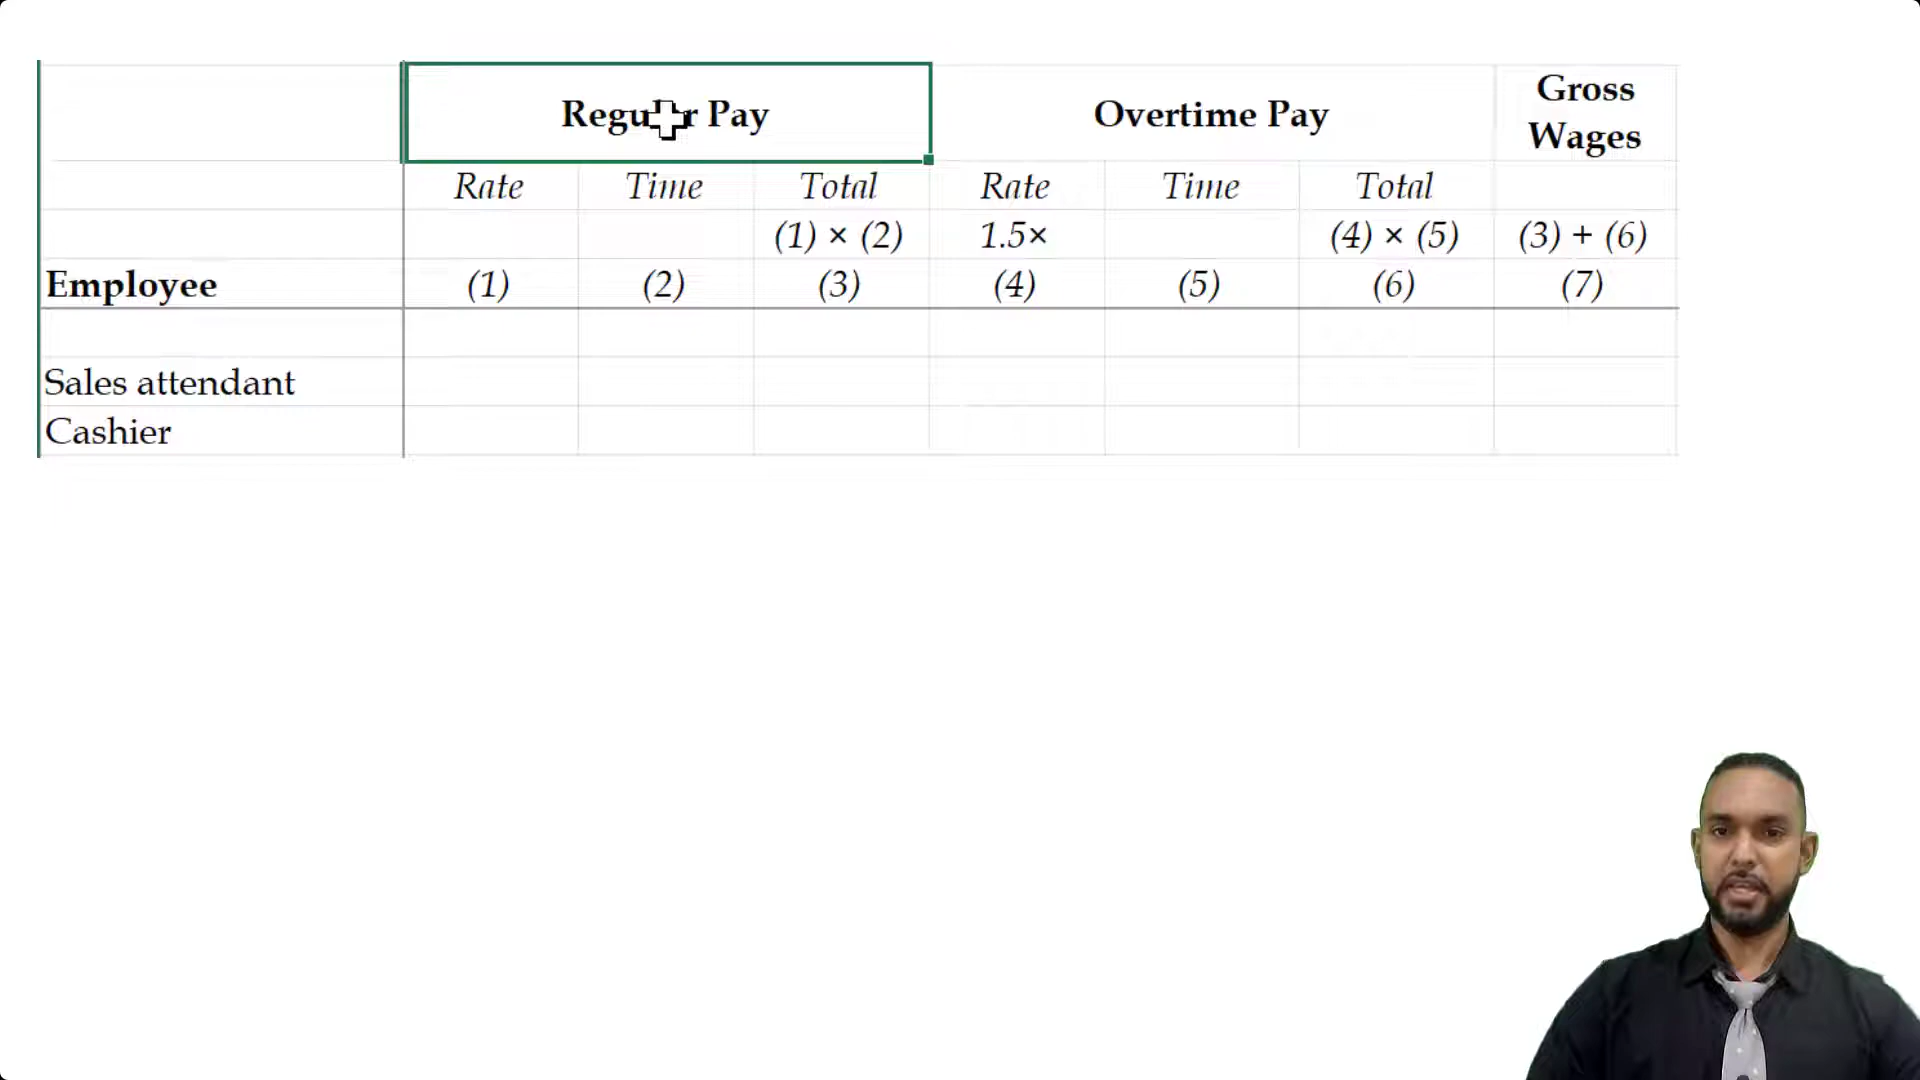 Regular Pay Overtime Pay Gross Wages
Rate Time Total Rate Time Total
(1) × (2) 1.5× (4) × (5) (3) + (6)
Employee (1) (2) (3) (4) (5) (6) (7)
Sales attendant
Cashier